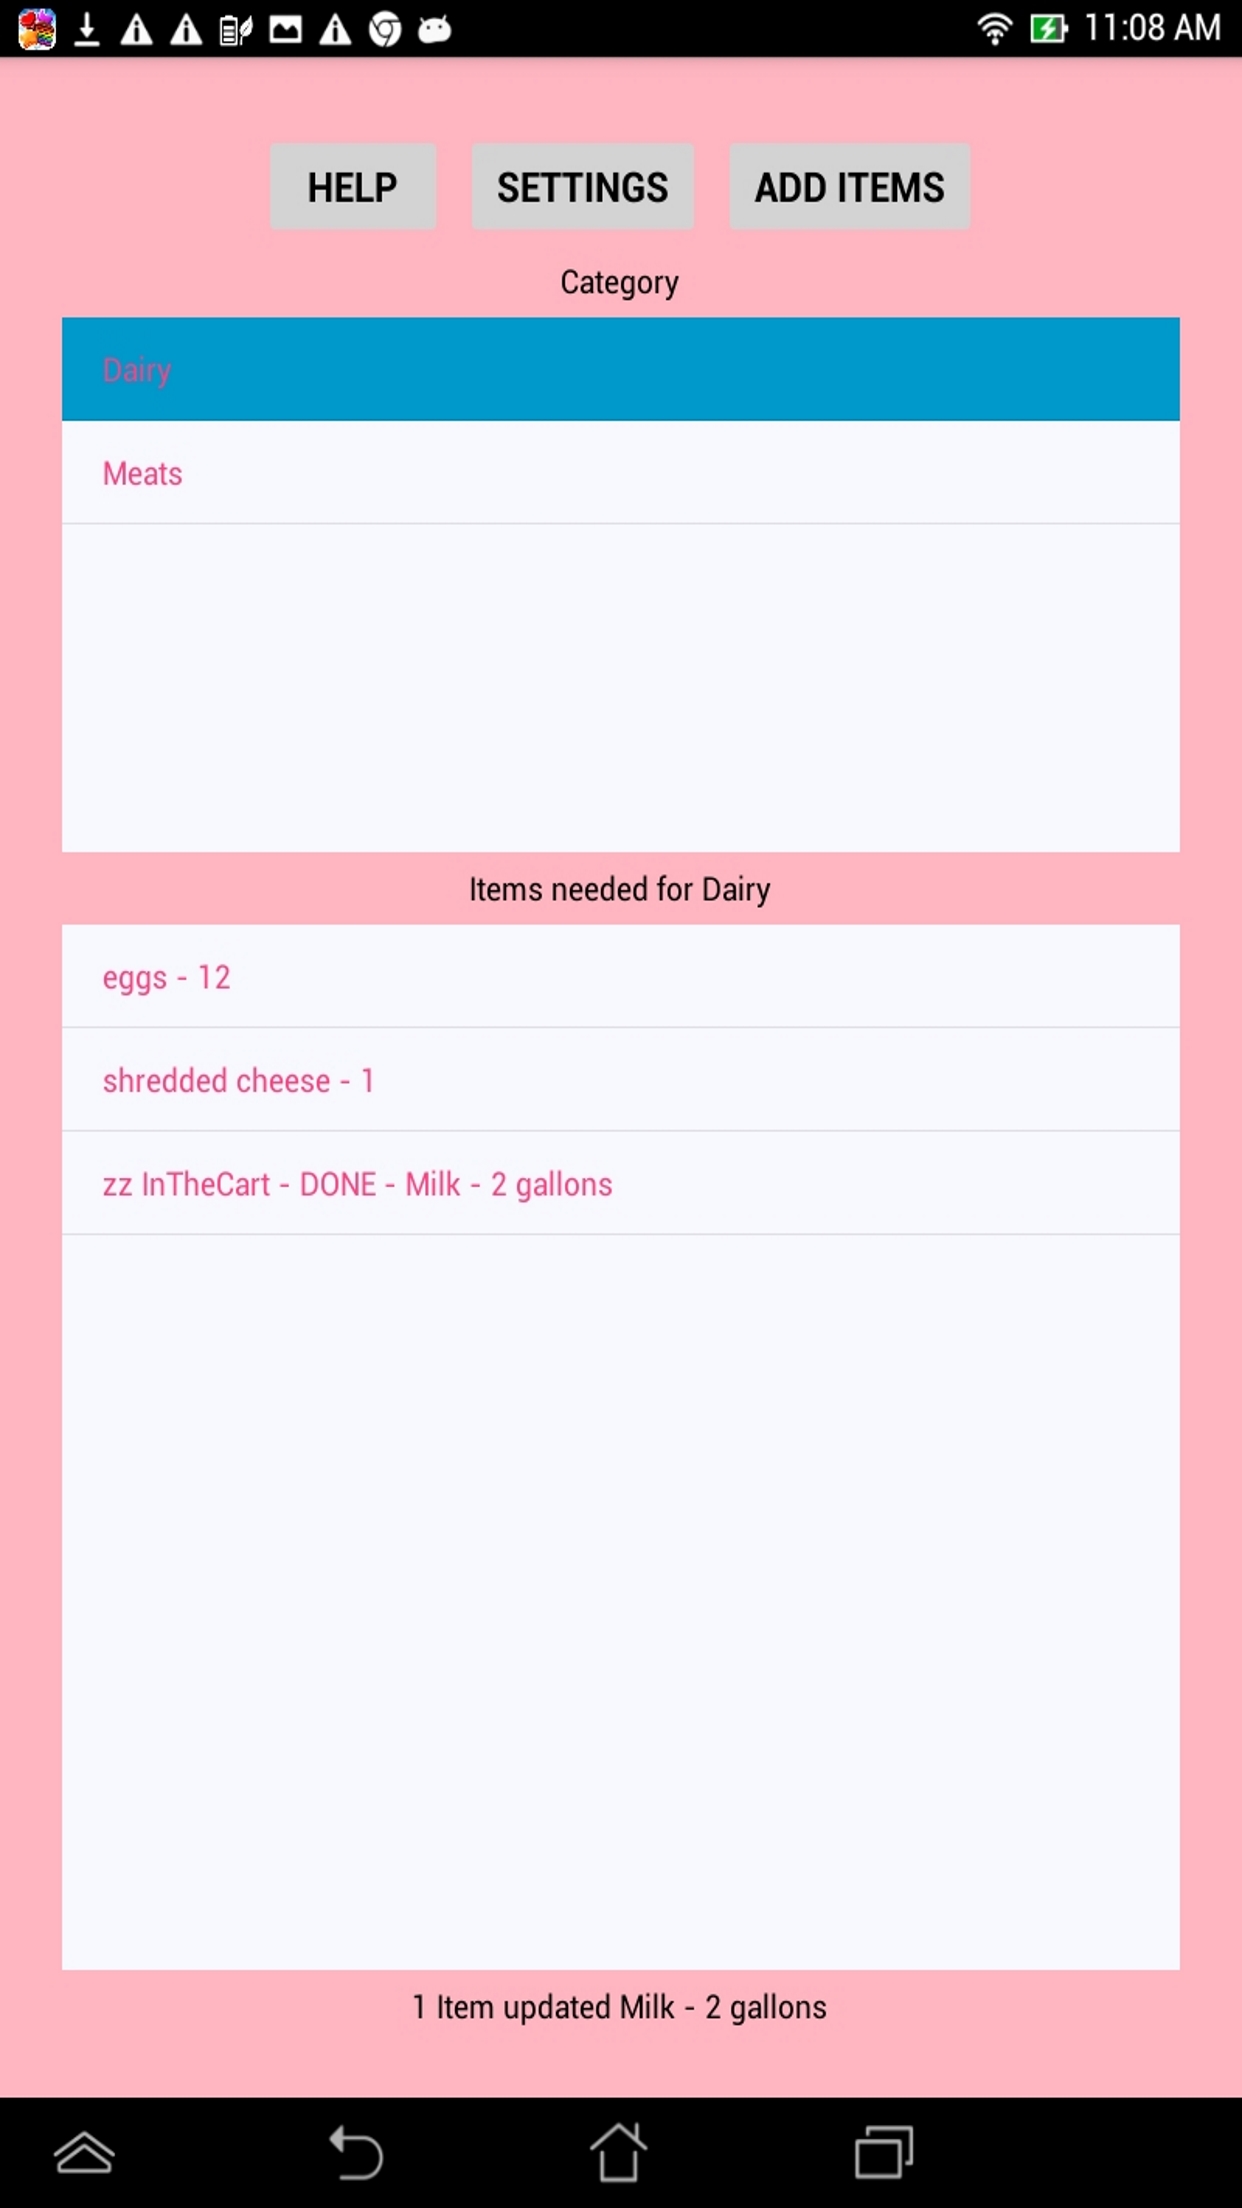 11:08 AM
HELP SETTINGS ADD ITEMS
Category
Dairy
Meats
Items needed for Dairy
eggs - 12
shredded cheese - 1
zz InTheCart - DONE - Milk - 2 gallons
1 Item updated Milk - 2 gallons